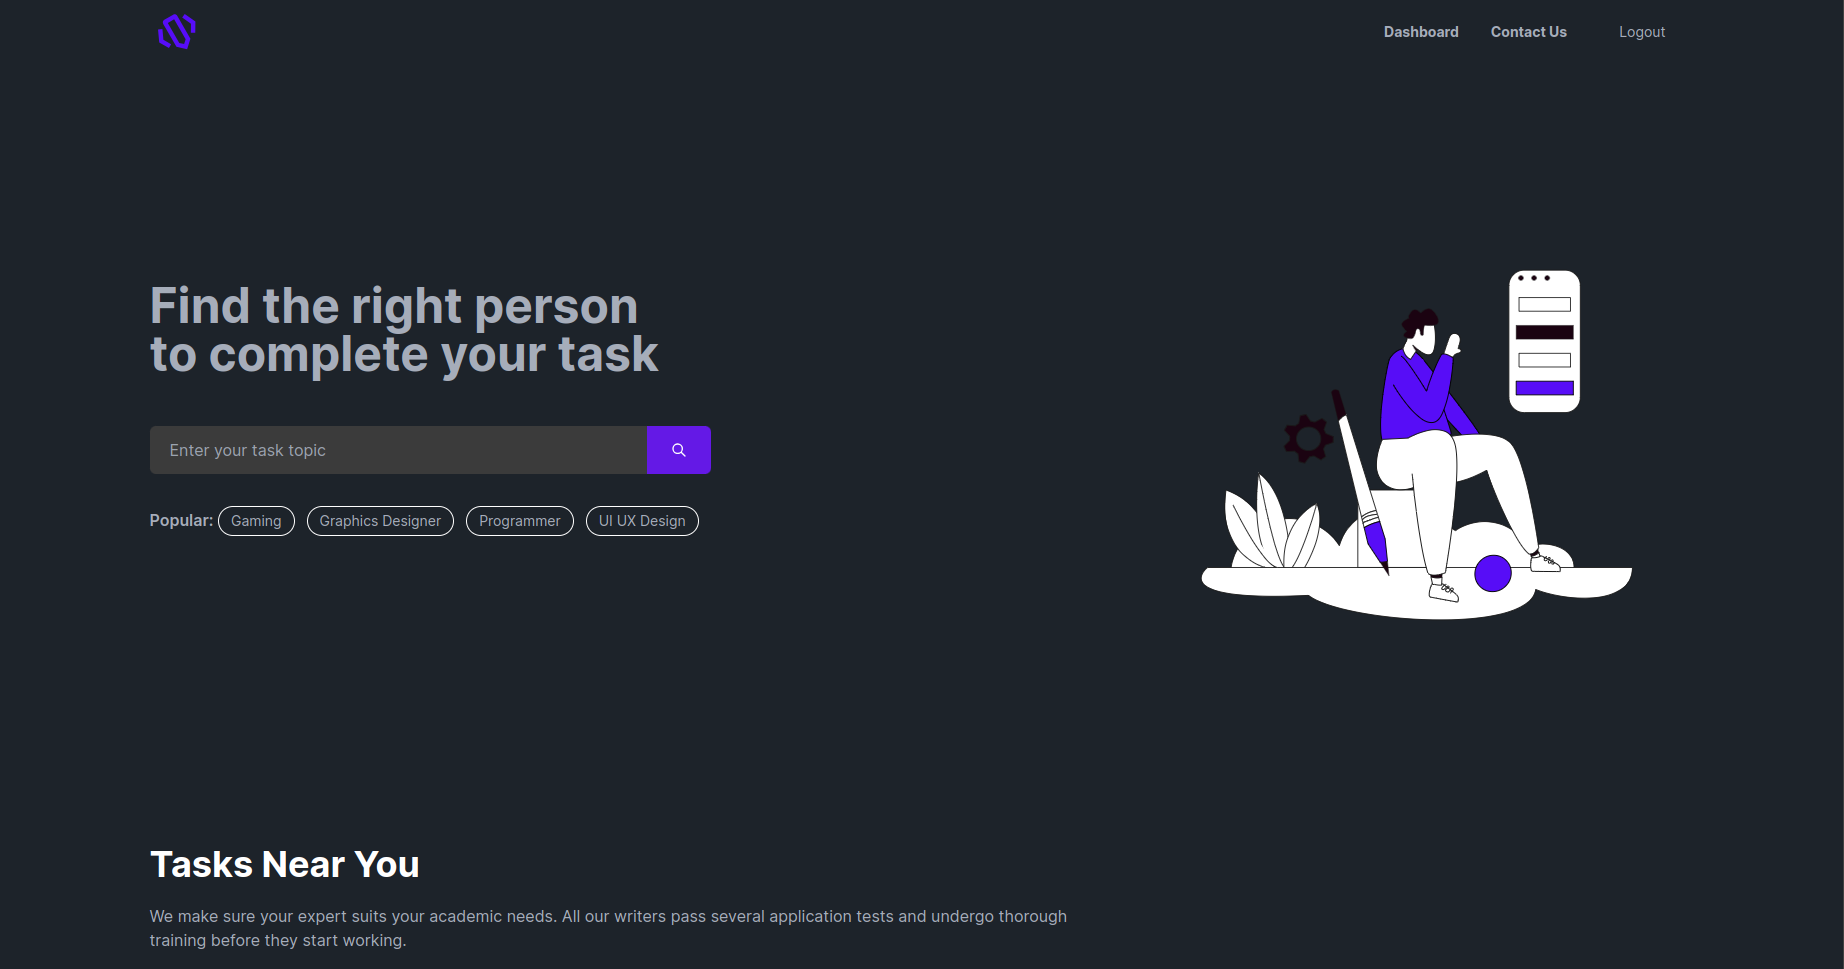 Dashboard Contact Us Logout
Find the right person
to complete your task
Enter your task topic
Popular: Gaming Graphics Designer Programmer UI UX Design
Tasks Near You
We make sure your expert suits your academic needs. All our writers pass several application tests and undergo thorough
training before they start working.